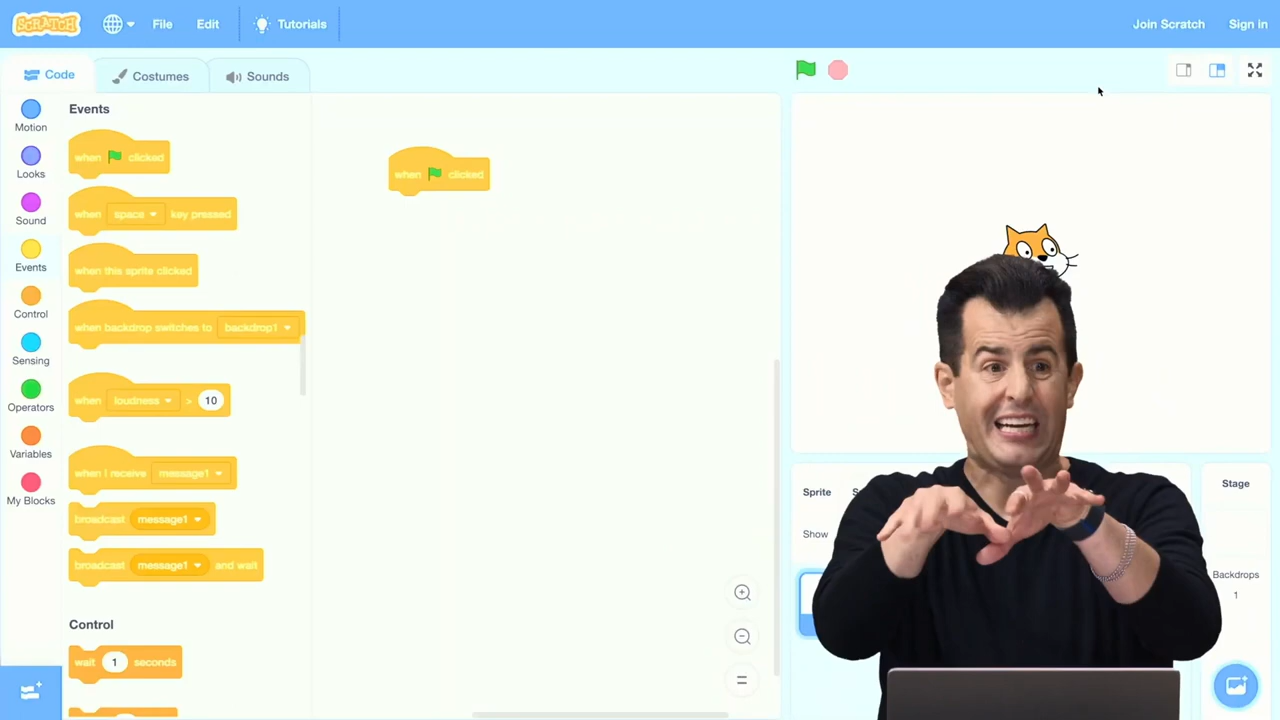 SCRATCH File Edit Tutorials Join Scratch Sign in
Code Costumes Sounds
Motion
Looks
Sound
Events
Control
Sensing
Operators
Variables
My Blocks
Events
when clicked
when space key pressed
when this sprite clicked
when backdrop switches to backdrop1
when loudness > 10
when I receive message1
broadcast message1
broadcast message1 and wait
Control
wait 1 seconds
when clicked
Sprite
Show
Stage
Backdrops
1